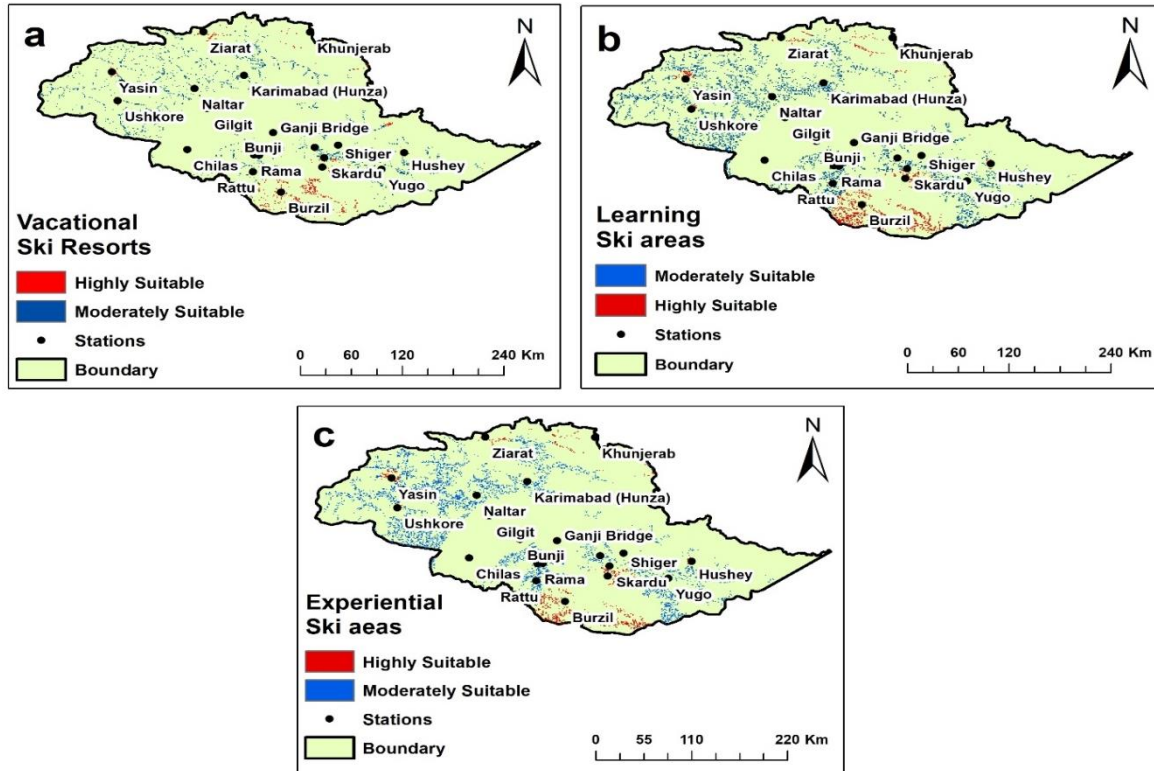 a
N
Ziarat
Khunjerab
Yasin
Karimabad (Hunza)
Naltar
Ushkore
Gilgit
Ganji Bridge
Bunji
Shiger
Chilas
Rama
Skardu
Hushey
Rattu
Yugo
Burzil
Vacational
Ski Resorts
Highly Suitable
Moderately Suitable
Stations
Boundary
0 60 120 240 Km
b
N
Ziarat
Khunjerab
Yasin
Karimabad (Hunza)
Naltar
Ushkore
Gilgit
Ganji Bridge
Bunji
Shiger
Chilas
Rama
Skardu
Hushey
Rattu
Yugo
Burzil
Learning
Ski areas
Moderately Suitable
Highly Suitable
Stations
Boundary
0 60 120 240 Km
c
N
Ziarat
Khunjerab
Yasin
Karimabad (Hunza)
Naltar
Ushkore
Gilgit
Ganji Bridge
Bunji
Shiger
Chilas
Rama
Skardu
Hushey
Rattu
Yugo
Burzil
Experiential
Ski aeas
Highly Suitable
Moderately Suitable
Stations
Boundary
0 55 110 220 Km